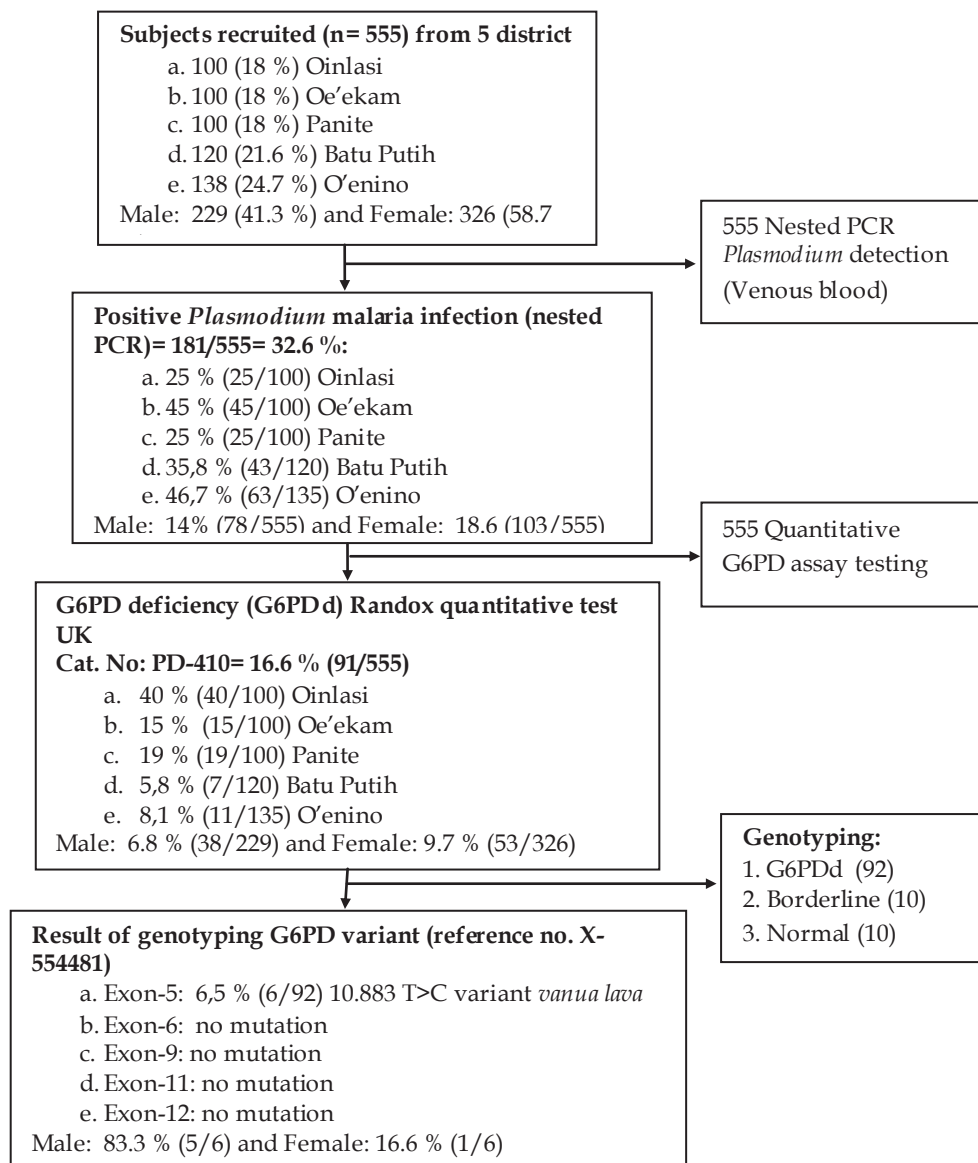 Subjects recruited (n= 555) from 5 district
a. 100 (18 %) Oinlasi
b. 100 (18 %) Oe’ekam
c. 100 (18 %) Panite
d. 120 (21.6 %) Batu Putih
e. 138 (24.7 %) O’enino
Male: 229 (41.3 %) and Female: 326 (58.7
555 Nested PCR
Plasmodium detection
(Venous blood)
Positive Plasmodium malaria infection (nested
PCR)= 181/555= 32.6 %:
a. 25 % (25/100) Oinlasi
b. 45 % (45/100) Oe’ekam
c. 25 % (25/100) Panite
d. 35,8 % (43/120) Batu Putih
e. 46,7 % (63/135) O’enino
Male: 14% (78/555) and Female: 18.6 (103/555)
555 Quantitative
G6PD assay testing
G6PD deficiency (G6PDd) Randox quantitative test
UK
Cat. No: PD-410= 16.6 % (91/555)
a. 40 % (40/100) Oinlasi
b. 15 % (15/100) Oe’ekam
c. 19 % (19/100) Panite
d. 5,8 % (7/120) Batu Putih
e. 8,1 % (11/135) O’enino
Male: 6.8 % (38/229) and Female: 9.7 % (53/326)
Genotyping:
1. G6PDd (92)
2. Borderline (10)
3. Normal (10)
Result of genotyping G6PD variant (reference no. X-
554481)
a. Exon-5: 6,5 % (6/92) 10.883 T>C variant vanua lava
b. Exon-6: no mutation
c. Exon-9: no mutation
d. Exon-11: no mutation
e. Exon-12: no mutation
Male: 83.3 % (5/6) and Female: 16.6 % (1/6)